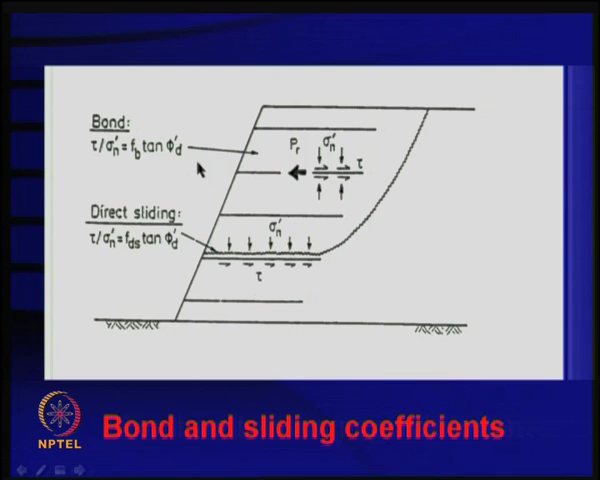 Bond:
τ/σ'n = fb tan φ'd
Pr
σ'n
τ
Direct sliding:
τ/σ'n = fds tan φ'd
σ'n
τ
NPTEL
Bond and sliding coefficients